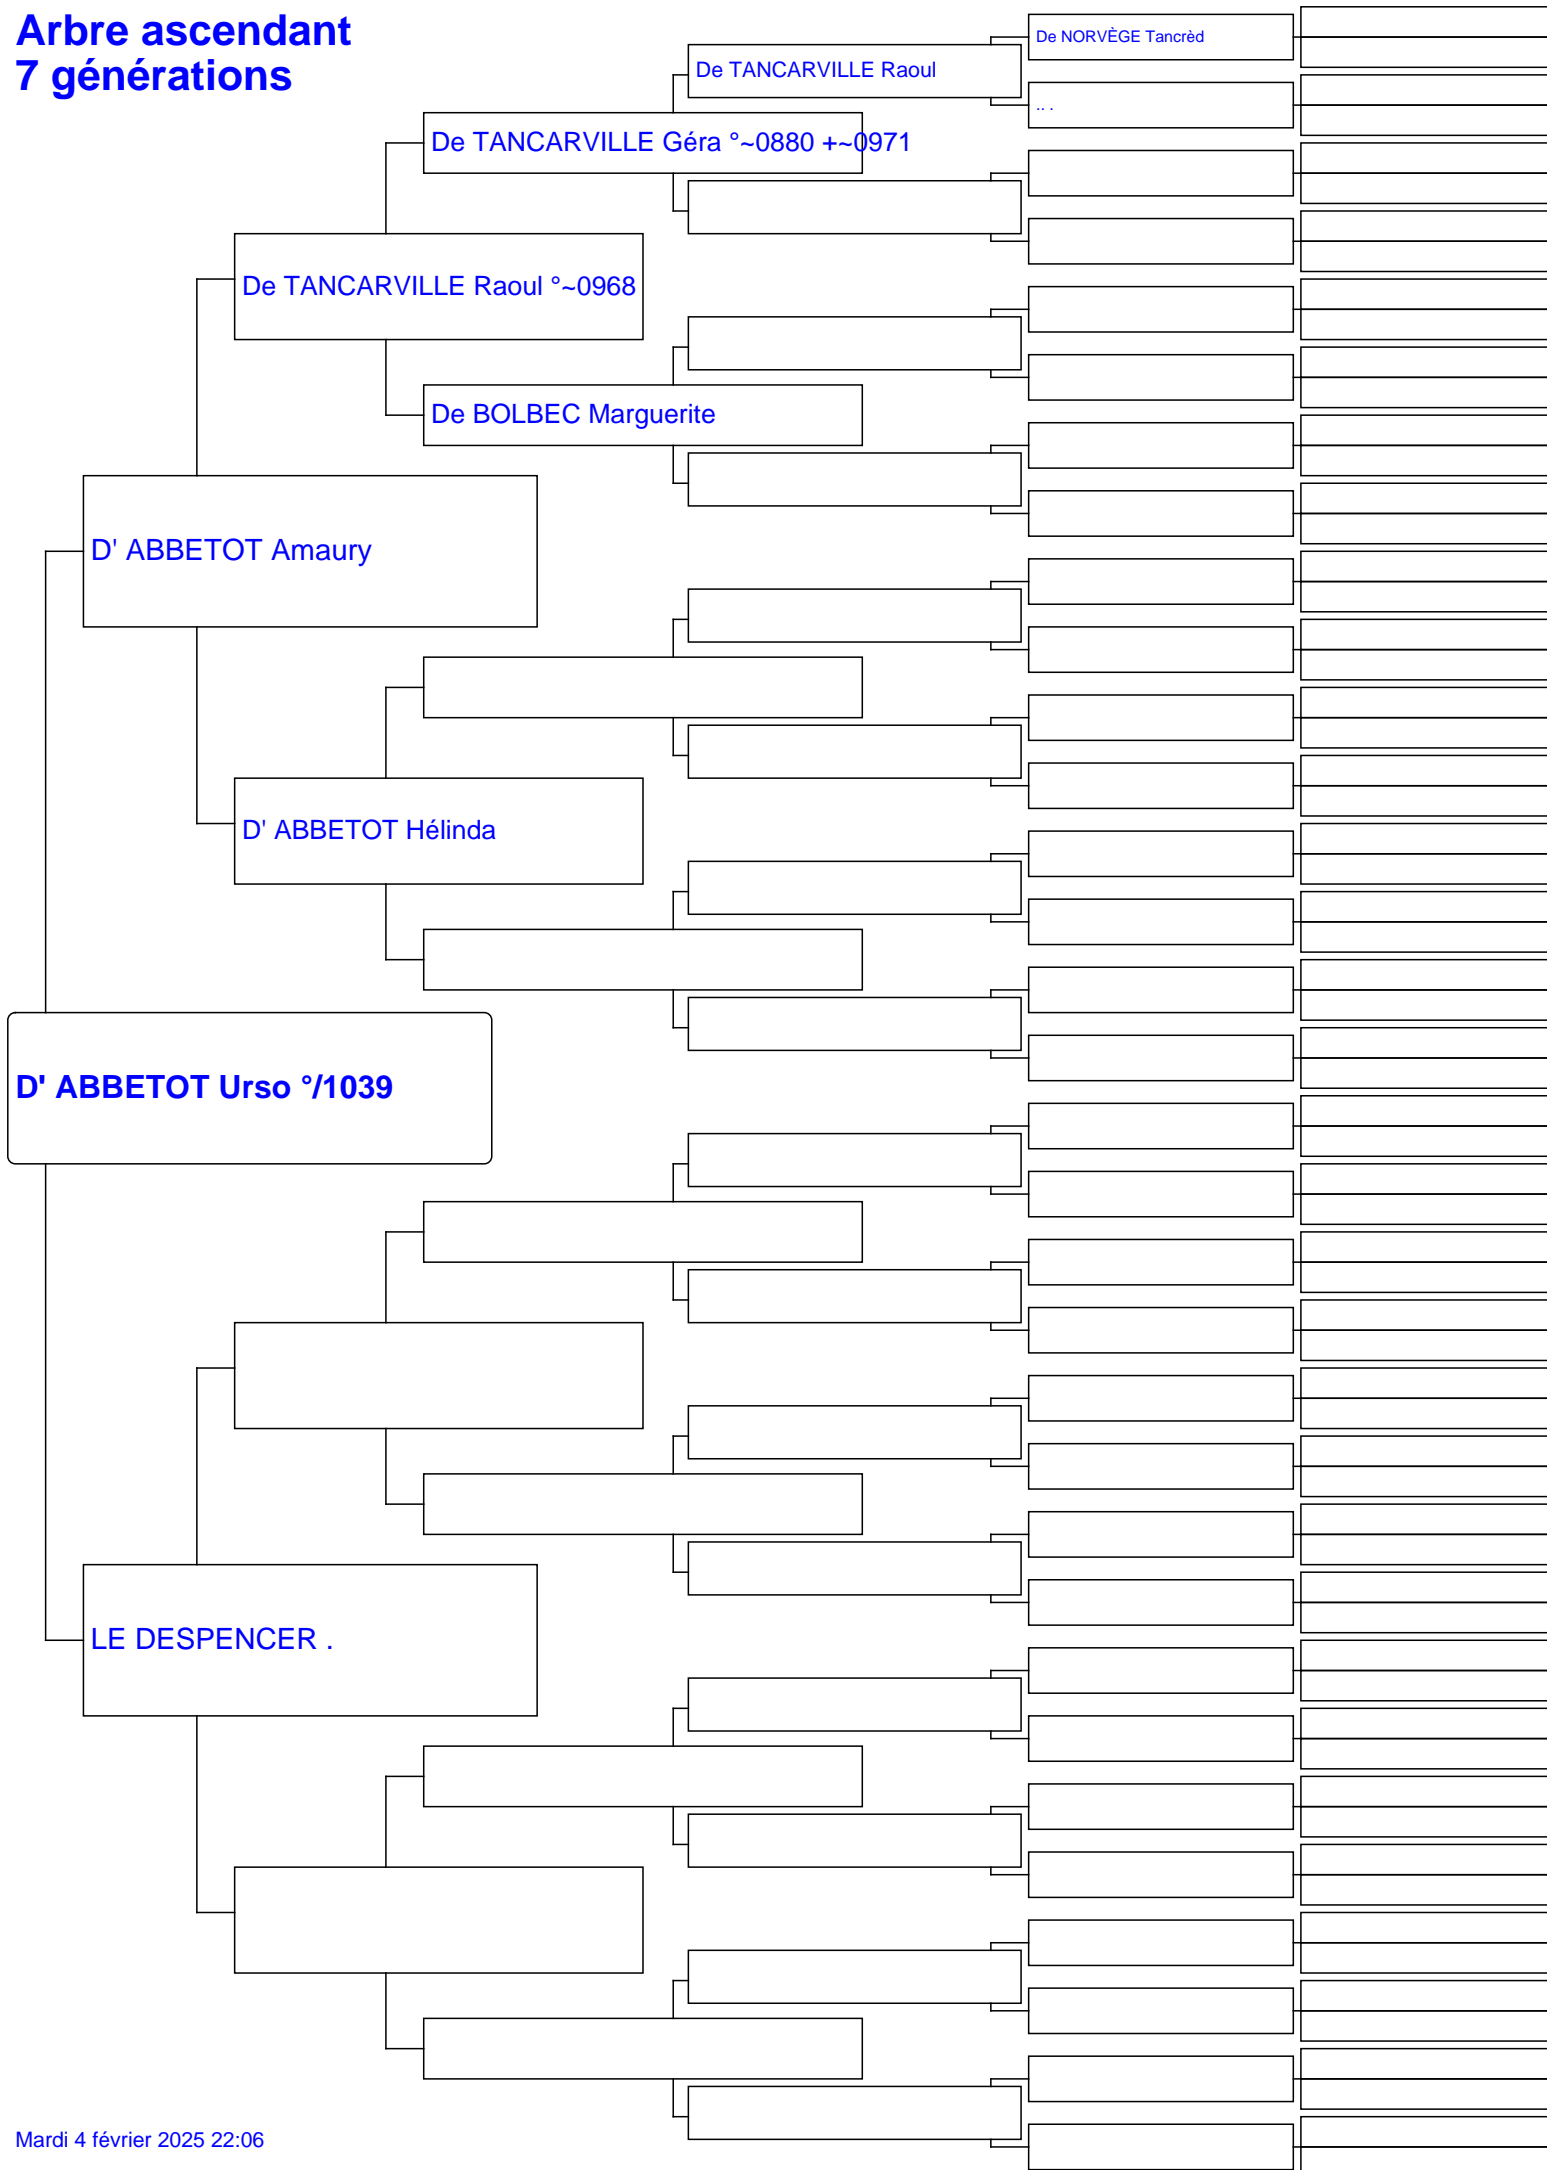 Arbre ascendant
7 générations
De NORVÈGE Tancrèd
De TANCARVILLE Raoul
.. .
De TANCARVILLE Géra °~0880 +~0971
De TANCARVILLE Raoul °~0968
De BOLBEC Marguerite
D' ABBETOT Amaury
D' ABBETOT Hélinda
D' ABBETOT Urso °/1039
LE DESPENCER .
Mardi 4 février 2025 22:06